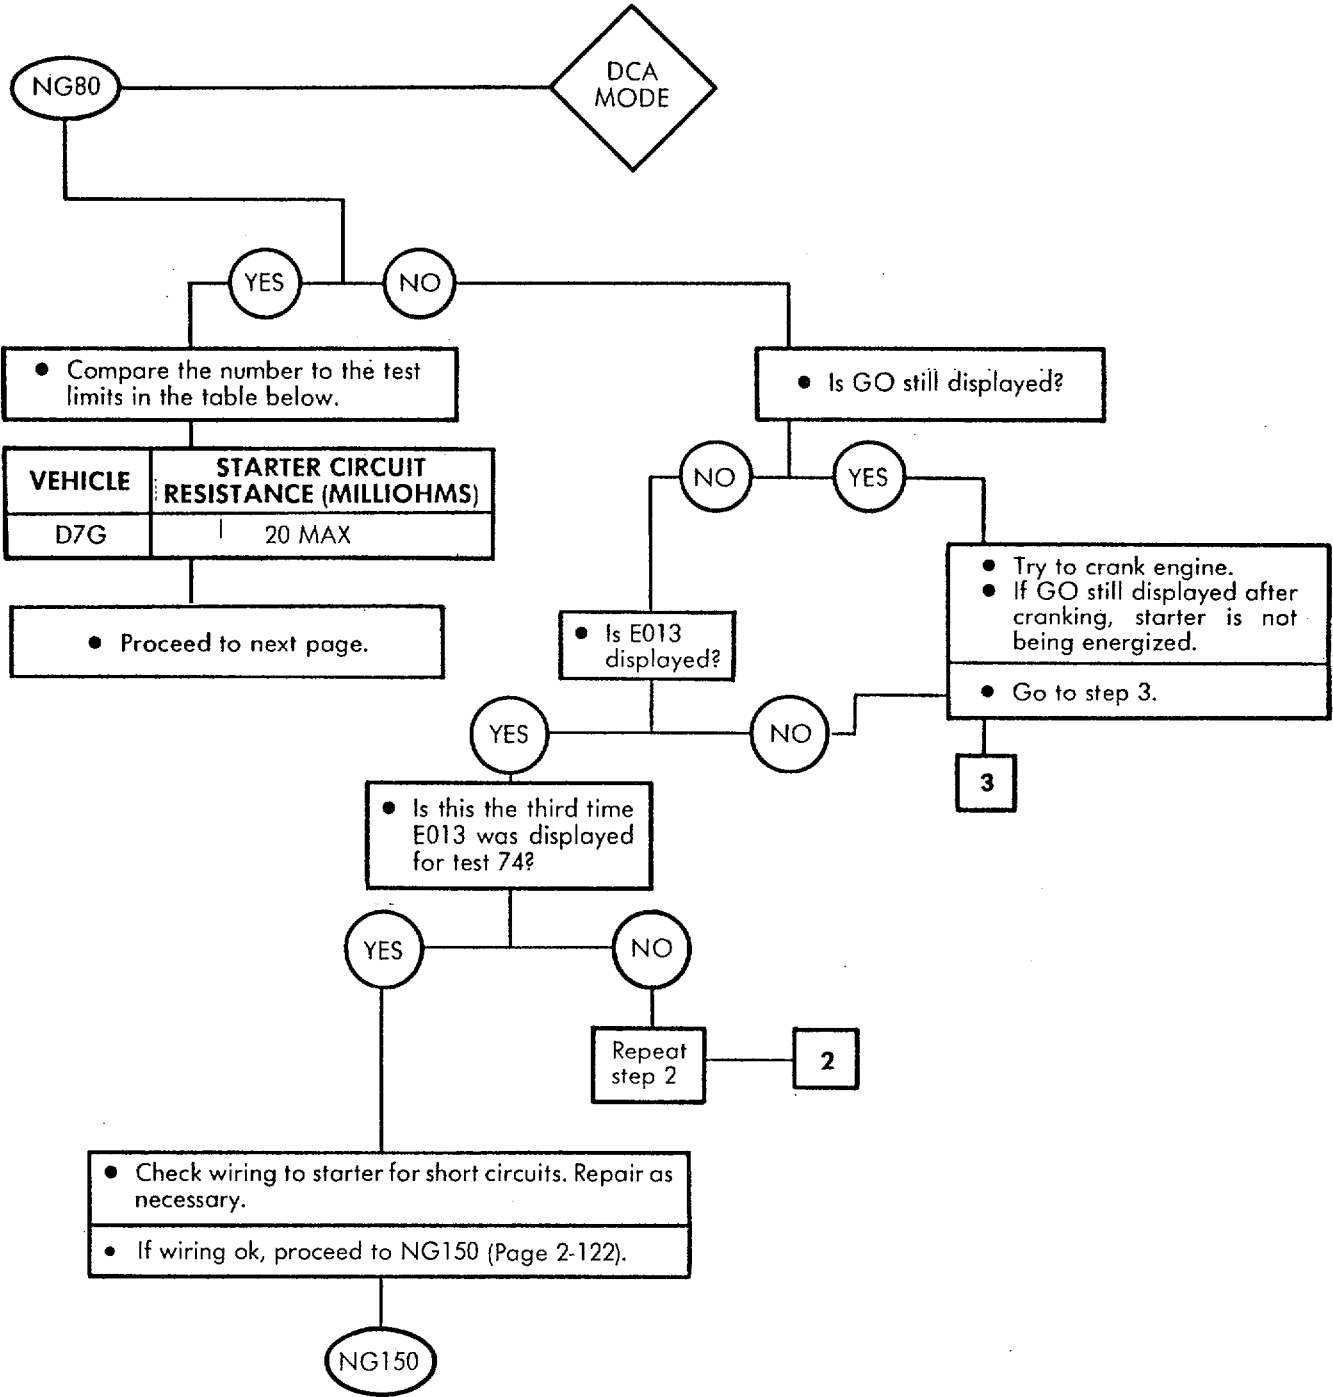 NG80
DCA
MODE
YES
NO
• Compare the number to the test
limits in the table below.
• Is GO still displayed?
VEHICLE
STARTER CIRCUIT
RESISTANCE (MILLIOHMS)
D7G
20 MAX
NO
YES
• Proceed to next page.
• Try to crank engine.
• If GO still displayed after
cranking, starter is not
being energized.
• Go to step 3.
• Is E013
displayed?
YES
NO
3
• Is this the third time
E013 was displayed
for test 74?
YES
NO
Repeat
step 2
2
• Check wiring to starter for short circuits. Repair as
necessary.
• If wiring ok, proceed to NG150 (Page 2-122).
NG150